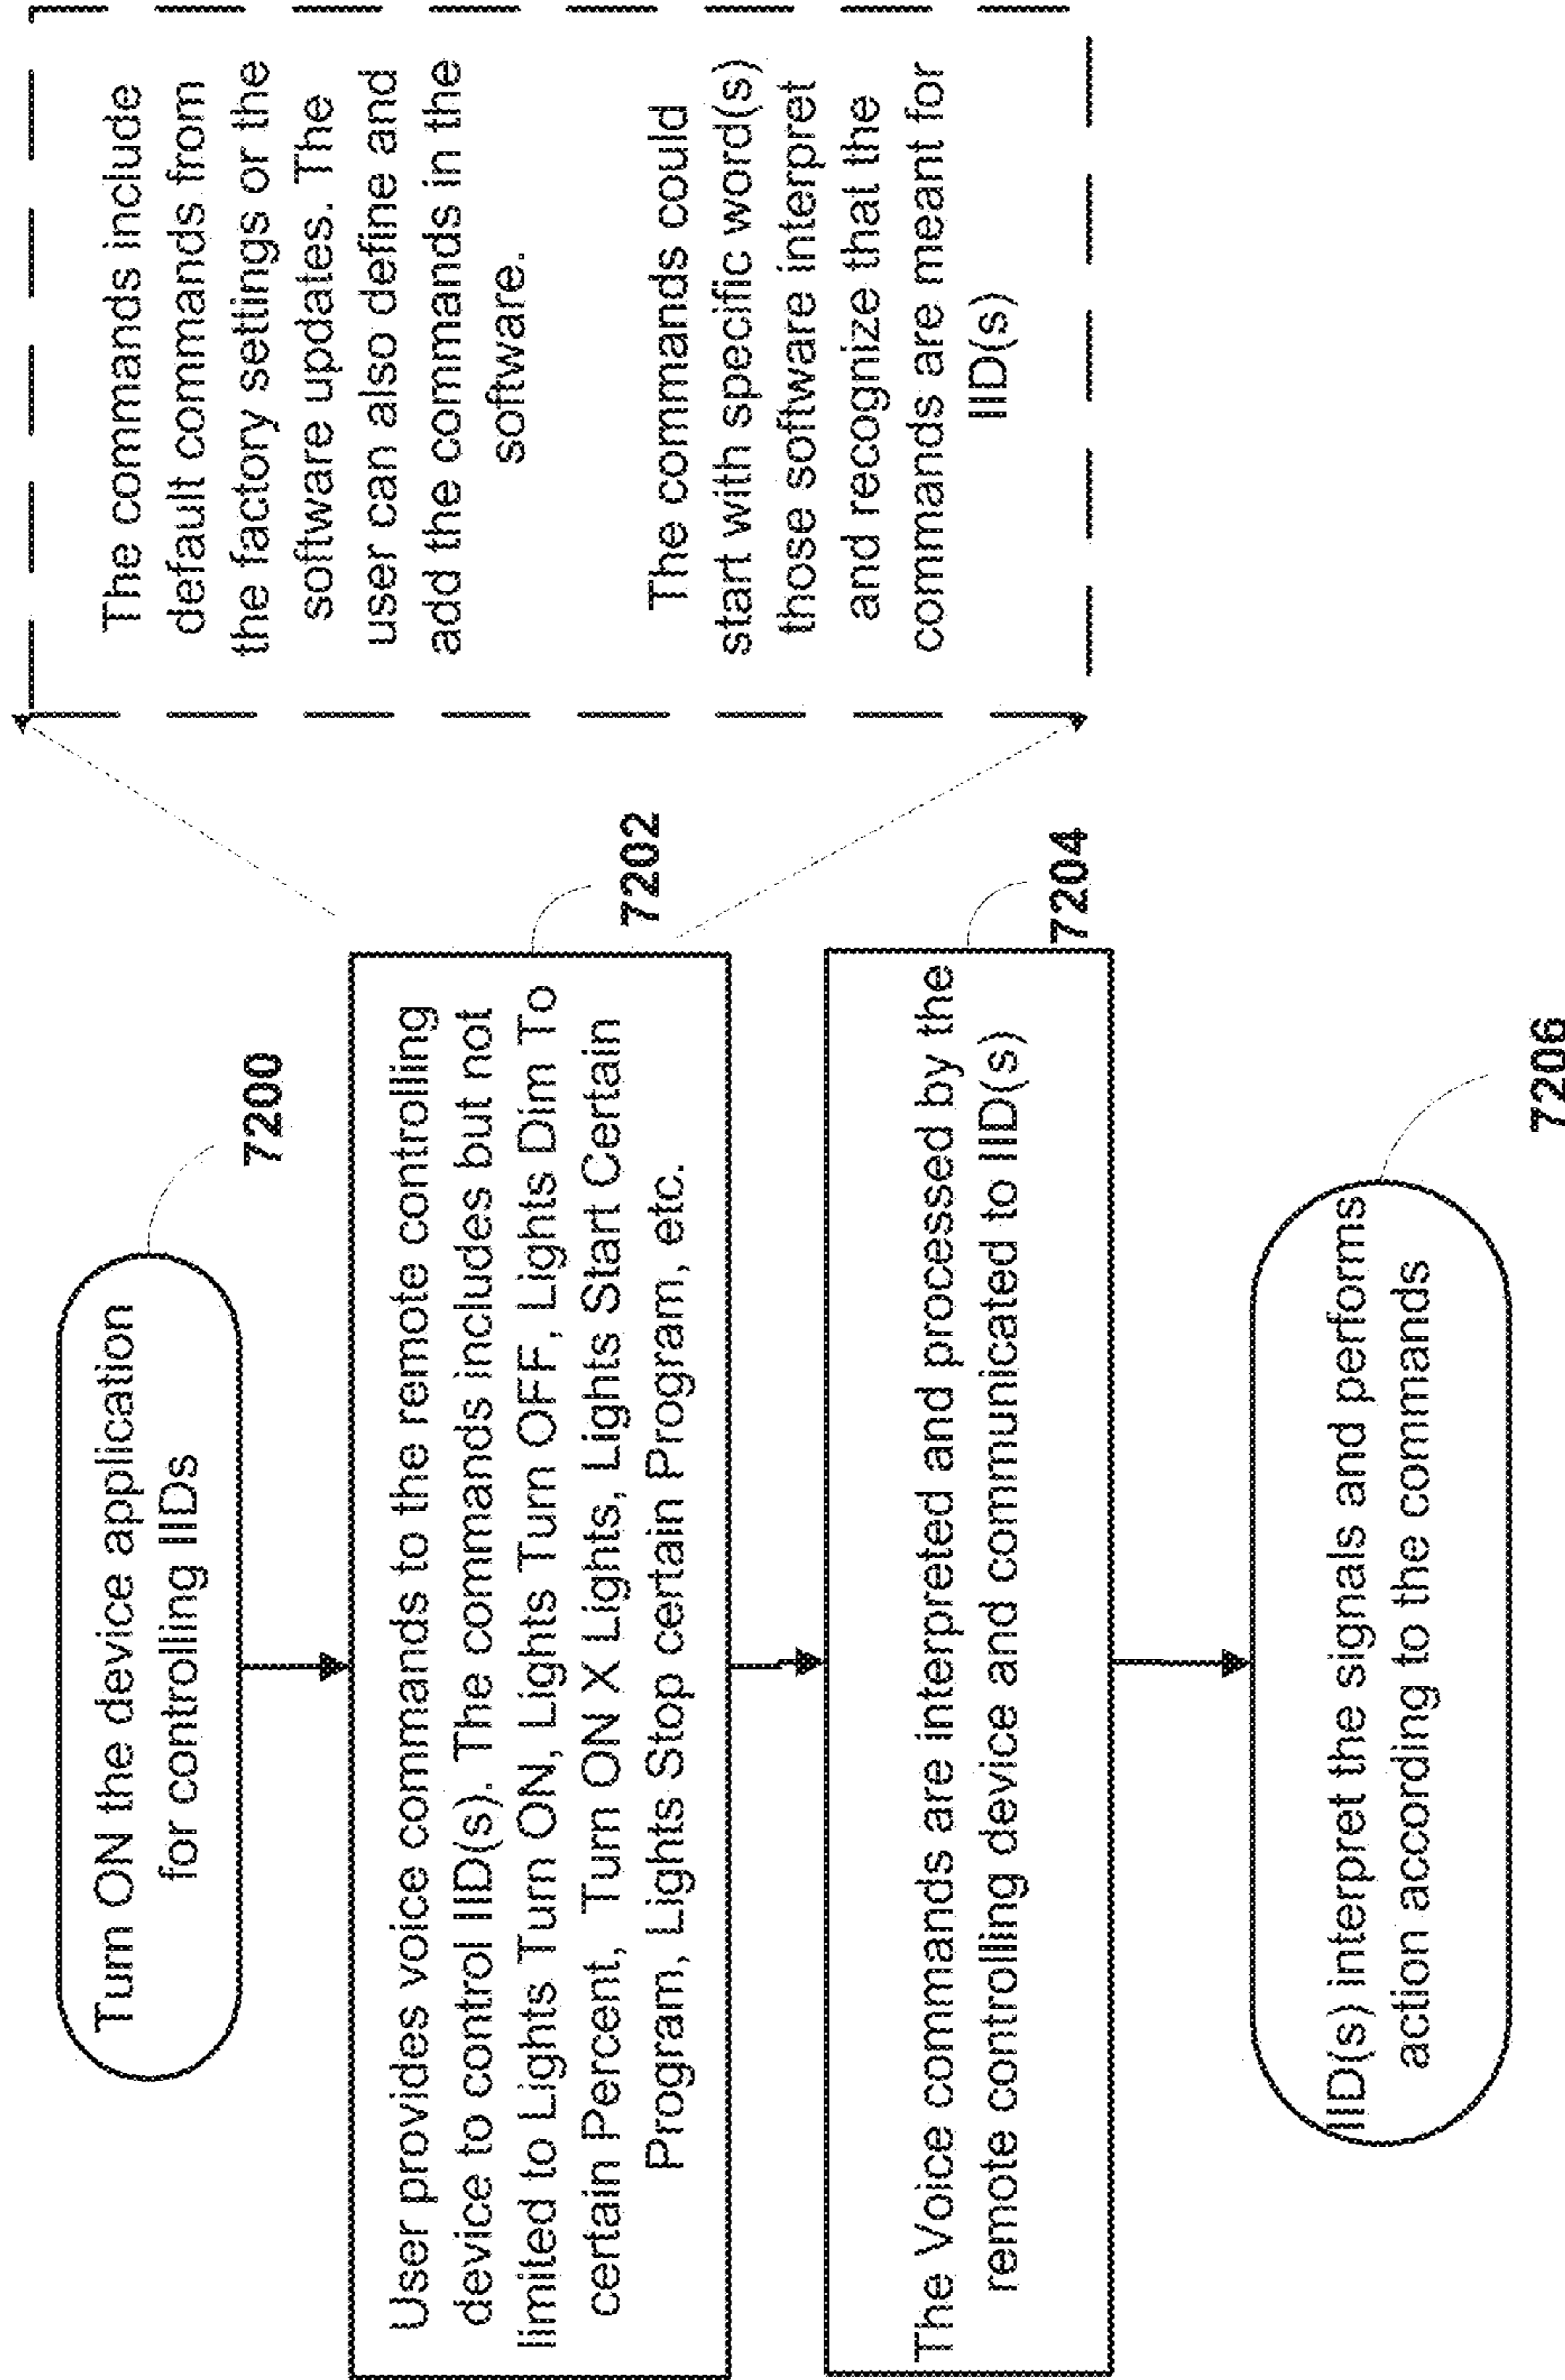 Turn ON the device application
for controlling IIDs
7200
User provides voice commands to the remote controlling
device to control IID(s). The commands includes but not
limited to Lights Turn ON, Lights Turn OFF, Lights Dim To
certain Percent, Turn ON X Lights, Lights Start Certain
Program, Lights Stop certain Program, etc.
7202
The commands include
default commands from
the factory settings or the
software updates. The
user can also define and
add the commands in the
software.
The commands could
start with specific word(s)
those software interpret
and recognize that the
commands are meant for
IID(s)
The Voice commands are interpreted and processed by the
remote controlling device and communicated to IID(s)
7204
IID(s) interpret the signals and performs
action according to the commands
7206